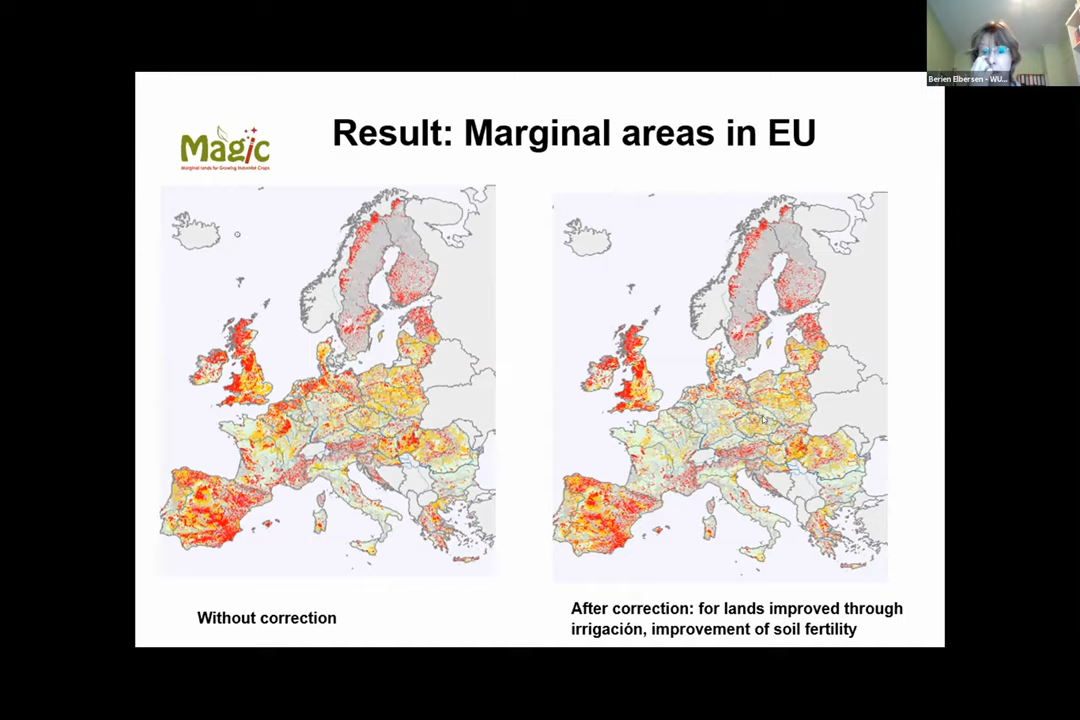 Berien Elbersen - WU...
Result: Marginal areas in EU
Magic
Marginal lands for Growing Industrial Crops
Without correction
After correction: for lands improved through
irrigación, improvement of soil fertility